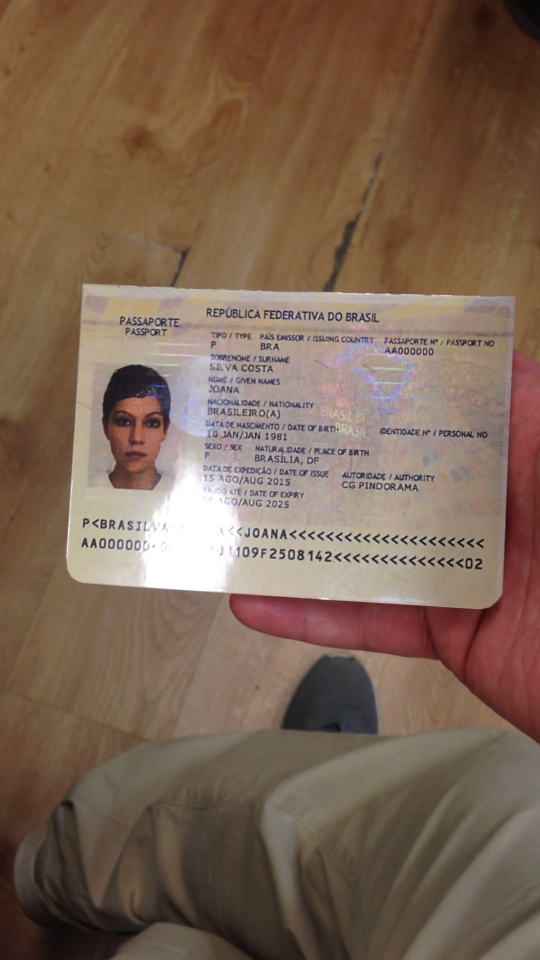 REPÚBLICA FEDERATIVA DO BRASIL
PASSAPORTE
PASSPORT
TIPO / TYPE PAÍS EMISSOR / ISSUING COUNTRY PASSAPORTE Nº / PASSPORT NO
P BRA AA000000
SOBRENOME / SURNAME
SILVA COSTA
NOME / GIVEN NAMES
JOANA
NACIONALIDADE / NATIONALITY
BRASILEIRO(A)
DATA DE NASCIMENTO / DATE OF BIRTH IDENTIDADE Nº / PERSONAL NO
10 JAN/JAN 1981
SEXO / SEX NATURALIDADE / PLACE OF BIRTH
F BRASÍLIA, DF
DATA DE EXPEDIÇÃO / DATE OF ISSUE AUTORIDADE / AUTHORITY
15 AGO/AUG 2015 CG PINDORAMA
VÁLIDO ATÉ / DATE OF EXPIRY
AGO/AUG 2025
BRASIL
P<BRASILVA <<JOANA<<<<<<<<<<<<<<<<<<<<<
AA000000 1109F2508142<<<<<<<<<<<<<<02